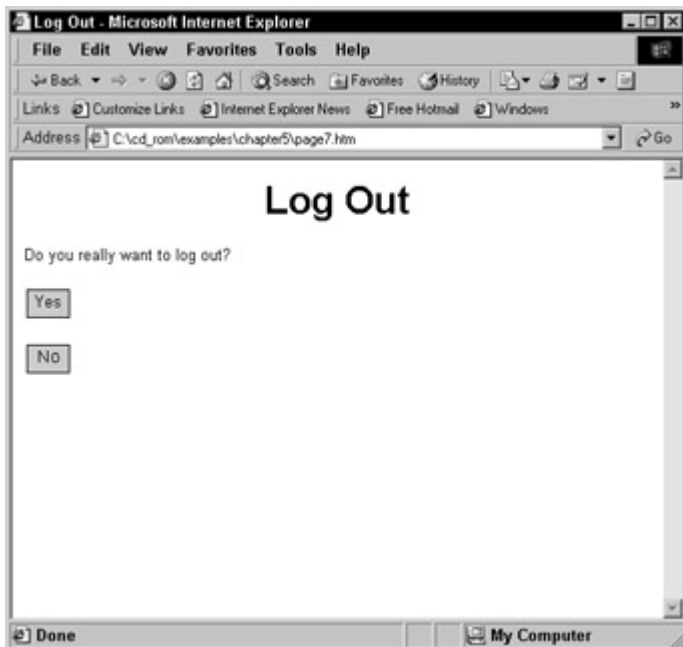 Log Out - Microsoft Internet Explorer
File Edit View Favorites Tools Help
Back Search Favorites History
Links Customize Links Internet Explorer News Free Hotmail Windows »
Address C:\cd_rom\examples\chapter5\page7.htm Go
Log Out
Do you really want to log out?
Yes
No
Done My Computer